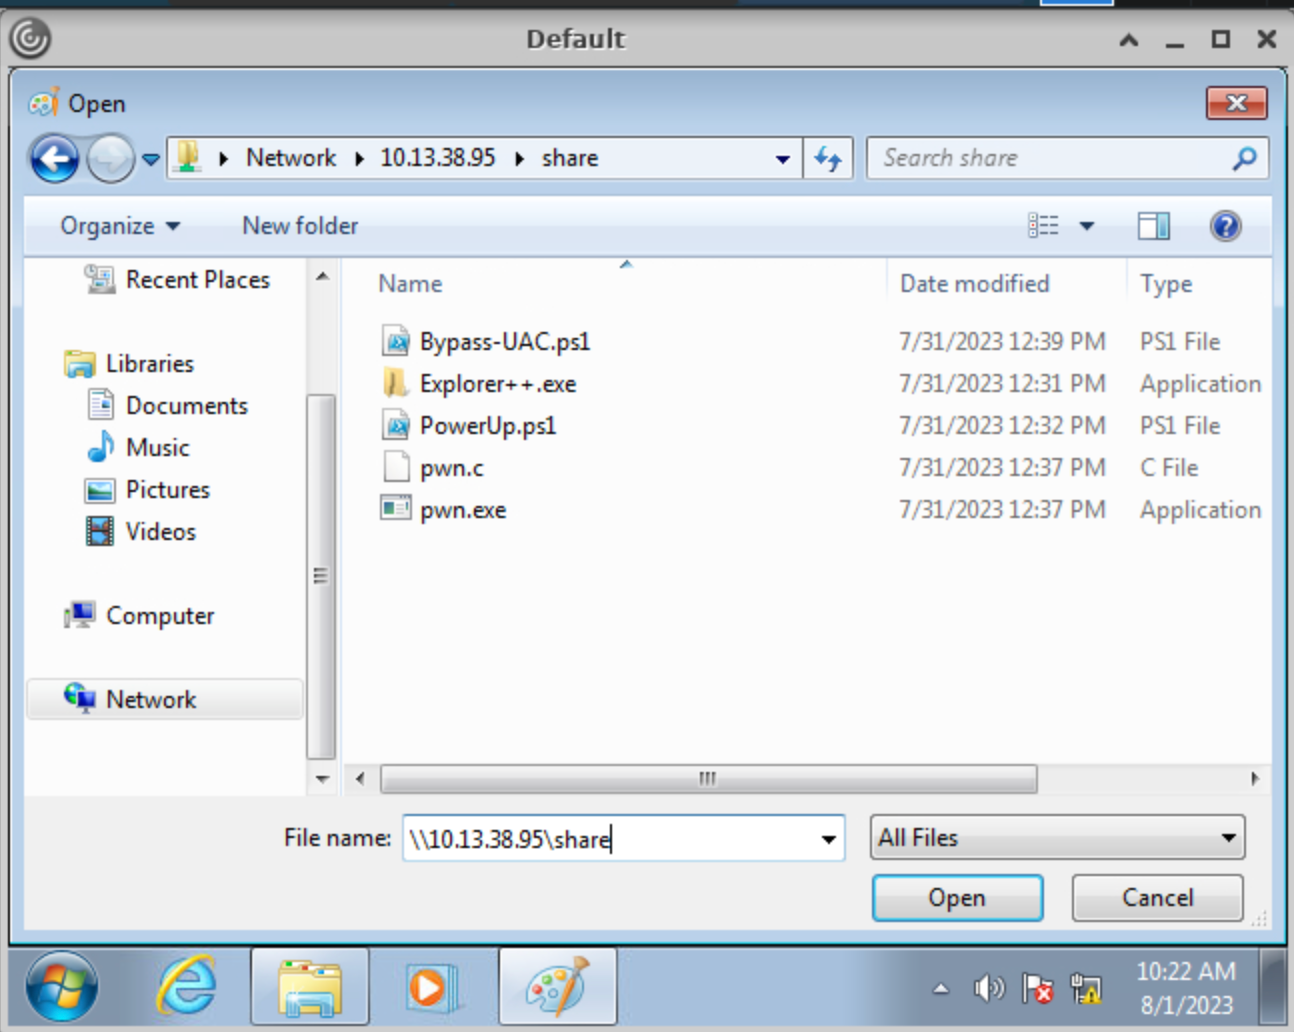 Default
Open
Network 10.13.38.95 share
Search share
Organize New folder
Recent Places
Libraries
Documents
Music
Pictures
Videos
Computer
Network
Name Date modified Type
Bypass-UAC.ps1 7/31/2023 12:39 PM PS1 File
Explorer++.exe 7/31/2023 12:31 PM Application
PowerUp.ps1 7/31/2023 12:32 PM PS1 File
pwn.c 7/31/2023 12:37 PM C File
pwn.exe 7/31/2023 12:37 PM Application
File name: \\10.13.38.95\share All Files
Open Cancel
10:22 AM
8/1/2023